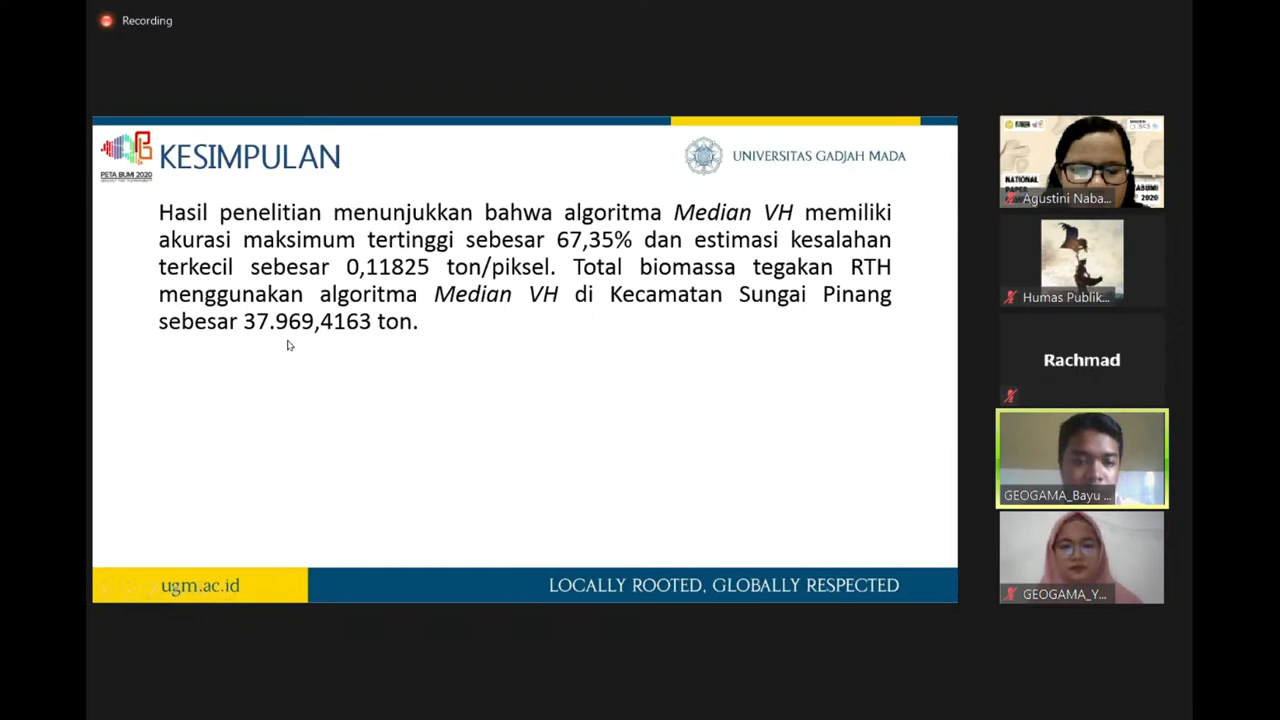 Recording
PETA BUMI 2020
KESIMPULAN
UNIVERSITAS GADJAH MADA
Hasil penelitian menunjukkan bahwa algoritma Median VH memiliki
akurasi maksimum tertinggi sebesar 67,35% dan estimasi kesalahan
terkecil sebesar 0,11825 ton/piksel. Total biomassa tegakan RTH
menggunakan algoritma Median VH di Kecamatan Sungai Pinang
sebesar 37.969,4163 ton.
ugm.ac.id
LOCALLY ROOTED, GLOBALLY RESPECTED
NATIONAL
PAPER
2020
Agustini Naba...
Humas Publik...
Rachmad
GEOGAMA_Bayu ...
GEOGAMA_Y...